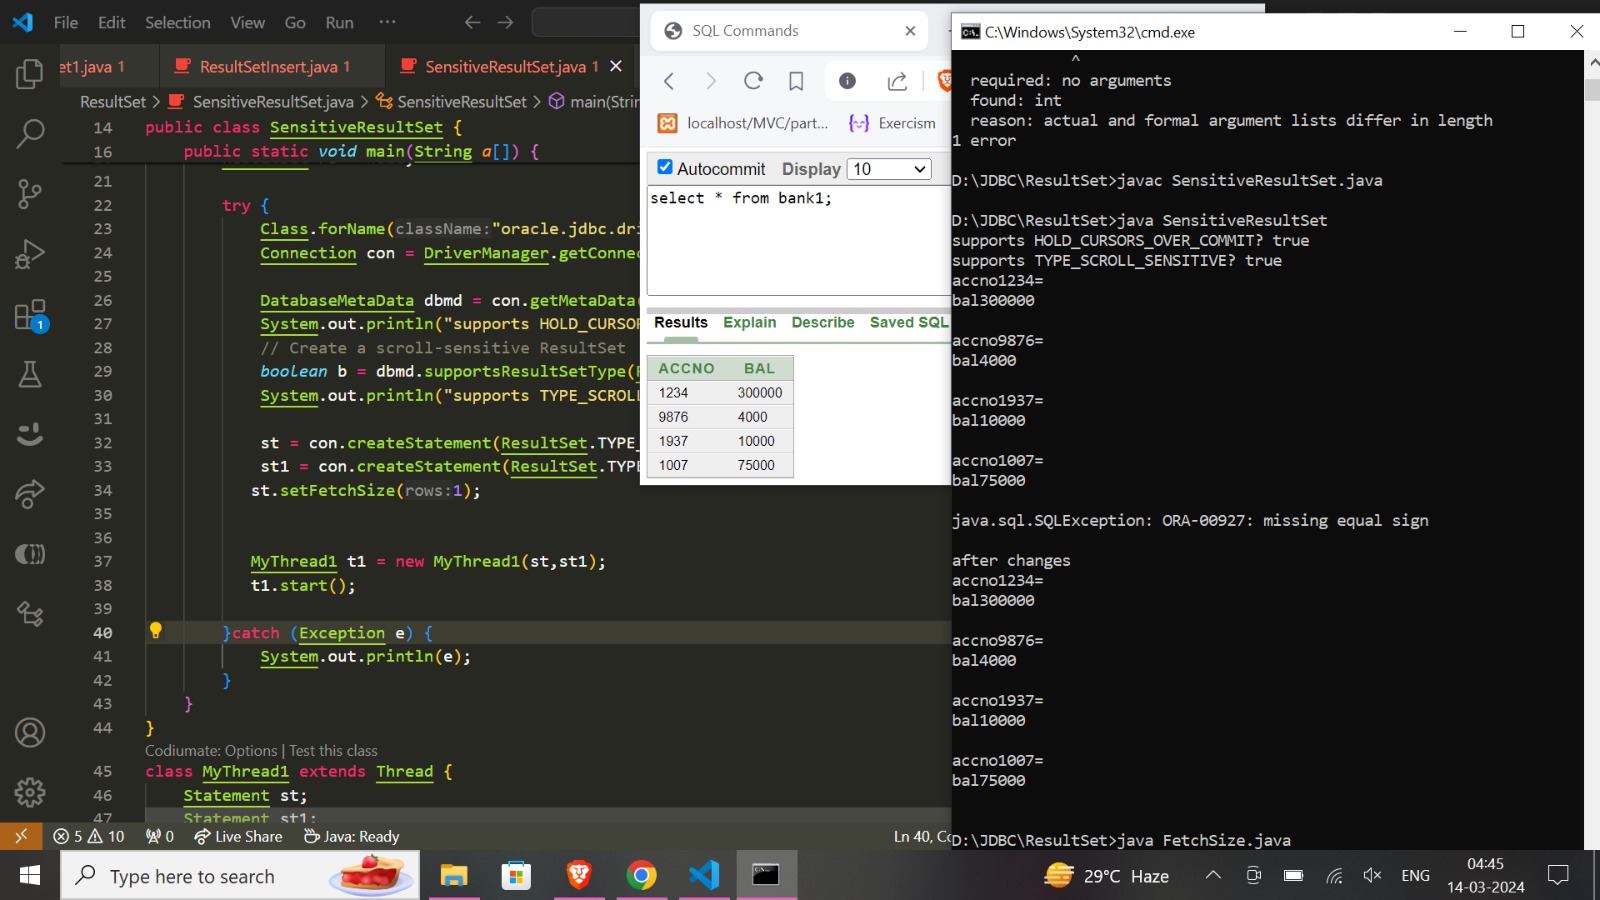 File Edit Selection View Go Run ···
et1.java 1 ResultSetInsert.java 1 SensitiveResultSet.java 1
ResultSet > SensitiveResultSet.java > SensitiveResultSet > main(Strin
14 public class SensitiveResultSet {
16 public static void main(String a[]) {
21
22 try {
23 Class.forName(className:"oracle.jdbc.dri
24 Connection con = DriverManager.getConnec
25
26 DatabaseMetaData dbmd = con.getMetaData(
27 System.out.println("supports HOLD_CURSOR
28 // Create a scroll-sensitive ResultSet
29 boolean b = dbmd.supportsResultSetType(
30 System.out.println("supports TYPE_SCROLL
31
32 st = con.createStatement(ResultSet.TYPE_
33 st1 = con.createStatement(ResultSet.TYPE
34 st.setFetchSize(rows:1);
35
36
37 MyThread1 t1 = new MyThread1(st,st1);
38 t1.start();
39
40 }catch (Exception e) {
41 System.out.println(e);
42 }
43 }
44 }
Codiumate: Options | Test this class
45 class MyThread1 extends Thread {
46 Statement st;
47 Statement st1;
1
5 10 0 Live Share Java: Ready Ln 40, Co
SQL Commands
localhost/MVC/part... Exercism
Autocommit Display 10
select * from bank1;
Results Explain Describe Saved SQL
ACCNO BAL
1234 300000
9876 4000
1937 10000
1007 75000
C:\Windows\System32\cmd.exe
^
required: no arguments
found: int
reason: actual and formal argument lists differ in length
1 error
D:\JDBC\ResultSet>javac SensitiveResultSet.java
D:\JDBC\ResultSet>java SensitiveResultSet
supports HOLD_CURSORS_OVER_COMMIT? true
supports TYPE_SCROLL_SENSITIVE? true
accno1234=
bal300000
accno9876=
bal4000
accno1937=
bal10000
accno1007=
bal75000
java.sql.SQLException: ORA-00927: missing equal sign
after changes
accno1234=
bal300000
accno9876=
bal4000
accno1937=
bal10000
accno1007=
bal75000
D:\JDBC\ResultSet>java FetchSize.java
Type here to search
29°C Haze ENG
04:45
14-03-2024